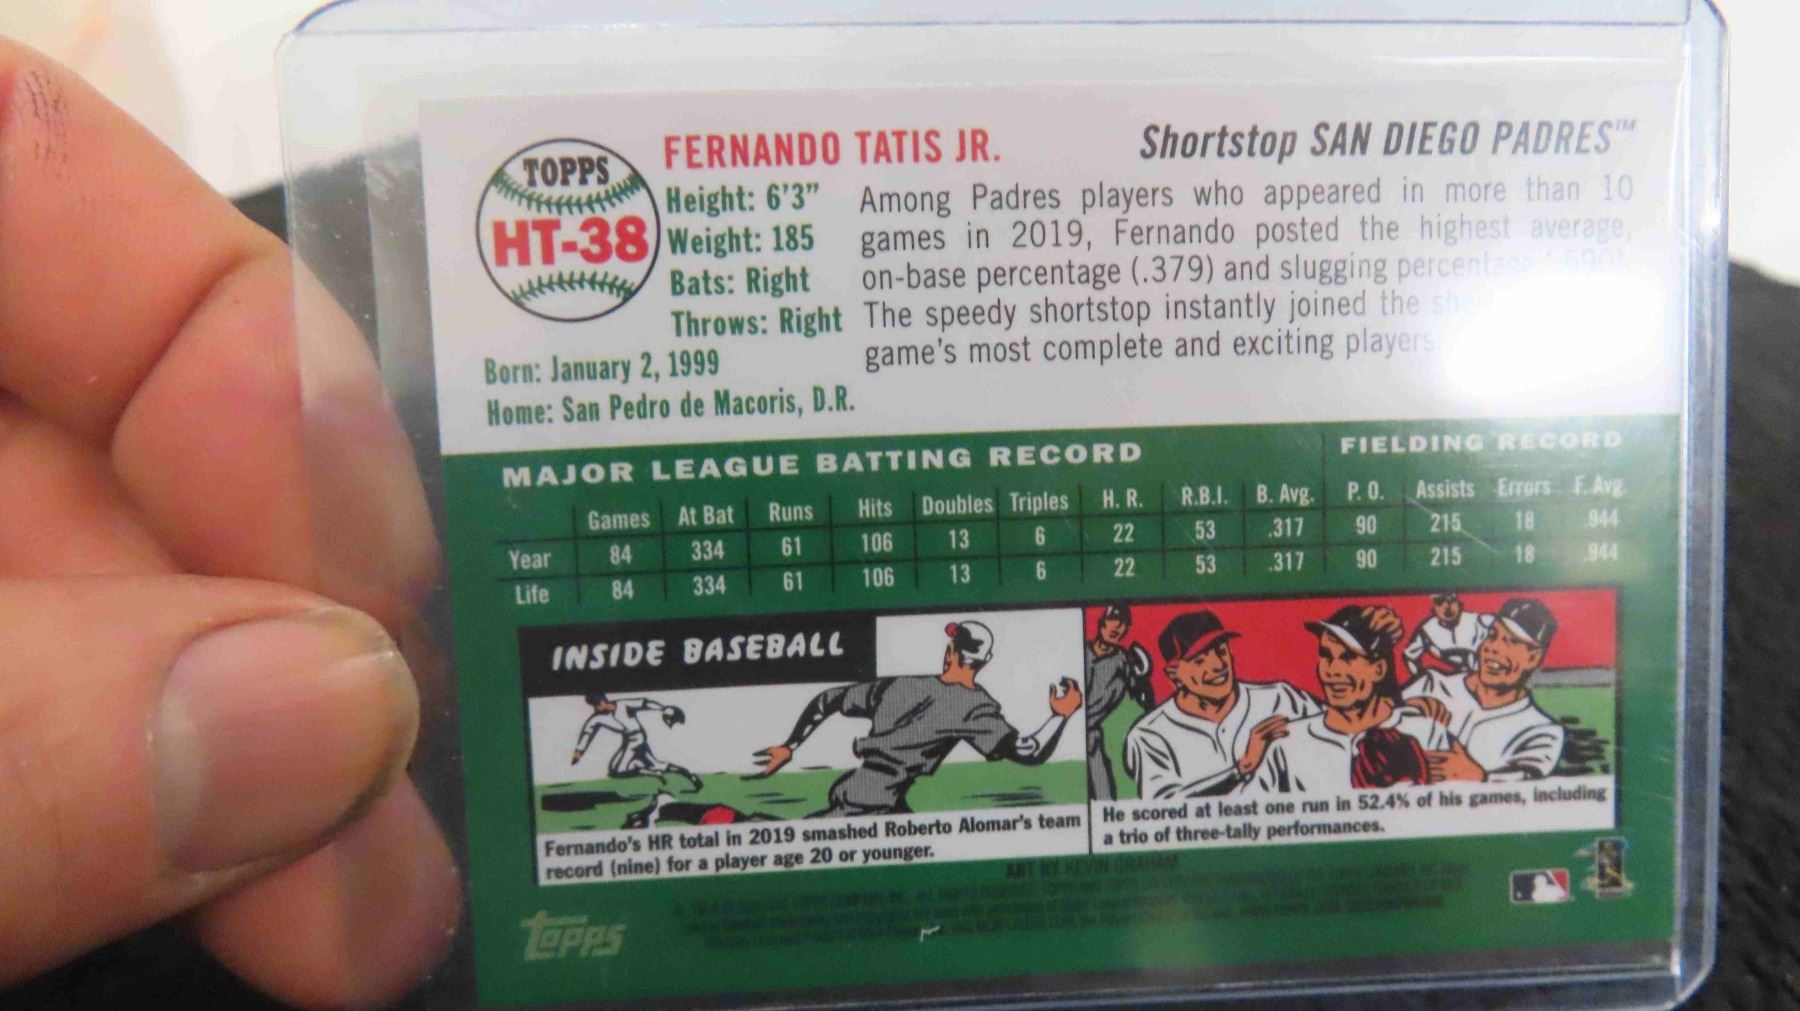 TOPPS
HT-38
FERNANDO TATIS JR.
Shortstop SAN DIEGO PADRES™
Height: 6'3"
Weight: 185
Bats: Right
Throws: Right
Born: January 2, 1999
Home: San Pedro de Macoris, D.R.
Among Padres players who appeared in more than 10
games in 2019, Fernando posted the highest average,
on-base percentage (.379) and slugging percentage (.590).
The speedy shortstop instantly joined the
game's most complete and exciting players.
MAJOR LEAGUE BATTING RECORD
FIELDING RECORD
Games At Bat Runs Hits Doubles Triples H. R. R.B.I. B. Avg. P. O. Assists Errors F. Avg.
Year 84 334 61 106 13 6 22 53 .317 90 215 18 .944
Life 84 334 61 106 13 6 22 53 .317 90 215 18 .944
INSIDE BASEBALL
Fernando's HR total in 2019 smashed Roberto Alomar's team
record (nine) for a player age 20 or younger.
He scored at least one run in 52.4% of his games, including
a trio of three-tally performances.
ART BY KEVIN GRAHAM
Topps